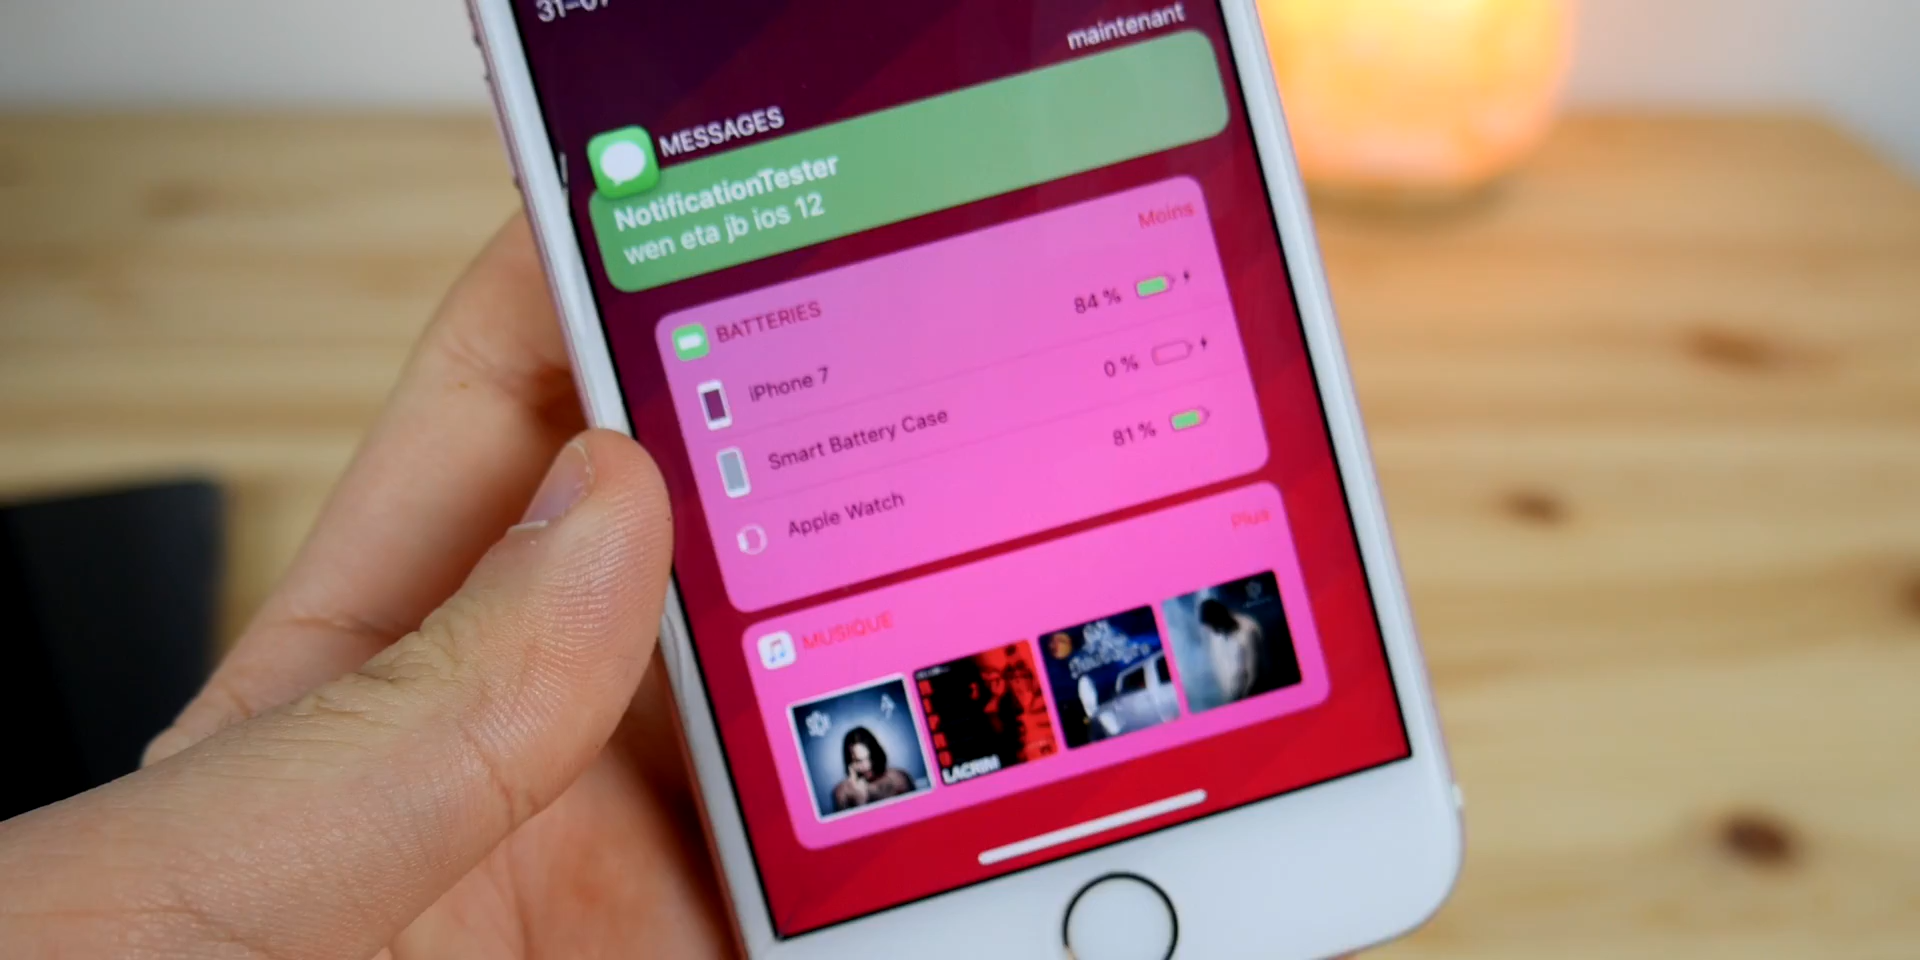 maintenant
MESSAGES
NotificationTester
wen eta jb ios 12
Moins
BATTERIES
iPhone 7 84 %
Smart Battery Case 0 %
Apple Watch 81 %
Plus
MUSIQUE
LACRIM